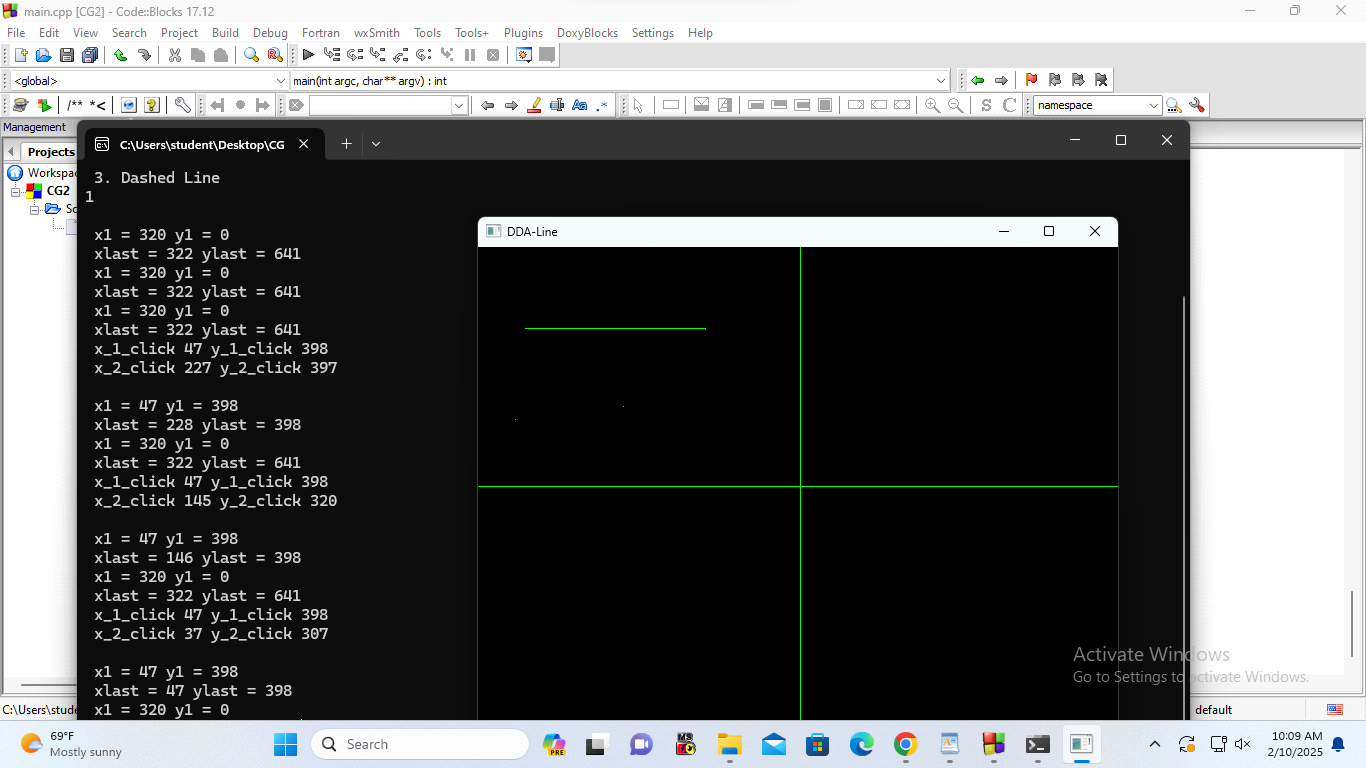 main.cpp [CG2] - Code::Blocks 17.12
File Edit View Search Project Build Debug Fortran wxSmith Tools Tools+ Plugins DoxyBlocks Settings Help
<global>
main(int argc, char** argv) : int
/** *<
Aa .*
S C
namespace
Management
Projects
Workspa
CG2
So
C:\Users\student\Desktop\CG
3. Dashed Line
1
x1 = 320 y1 = 0
xlast = 322 ylast = 641
x1 = 320 y1 = 0
xlast = 322 ylast = 641
x1 = 320 y1 = 0
xlast = 322 ylast = 641
x_1_click 47 y_1_click 398
x_2_click 227 y_2_click 397
x1 = 47 y1 = 398
xlast = 228 ylast = 398
x1 = 320 y1 = 0
xlast = 322 ylast = 641
x_1_click 47 y_1_click 398
x_2_click 145 y_2_click 320
x1 = 47 y1 = 398
xlast = 146 ylast = 398
x1 = 320 y1 = 0
xlast = 322 ylast = 641
x_1_click 47 y_1_click 398
x_2_click 37 y_2_click 307
x1 = 47 y1 = 398
xlast = 47 ylast = 398
x1 = 320 y1 = 0
DDA-Line
Activate Windows
Go to Settings to activate Windows.
C:\Users\stude
default
69°F
Mostly sunny
Search
PRE
10:09 AM
2/10/2025